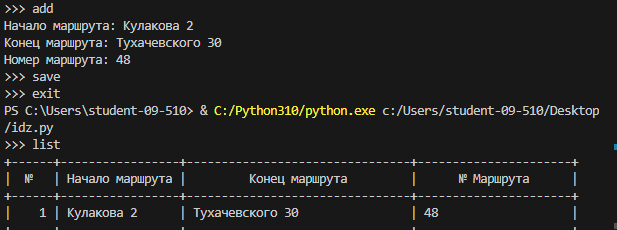 >>> add
Начало маршрута: Кулакова 2
Конец маршрута: Тухачевского 30
Номер маршрута: 48
>>> save
>>> exit
PS C:\Users\student-09-510> & C:/Python310/python.exe c:/Users/student-09-510/Desktop
/idz.py
>>> list
+------+-----------------+------------------------------+---------------------+
| № | Начало маршрута | Конец маршрута | № Маршрута |
+------+-----------------+------------------------------+---------------------+
| 1 | Кулакова 2 | Тухачевского 30 | 48 |